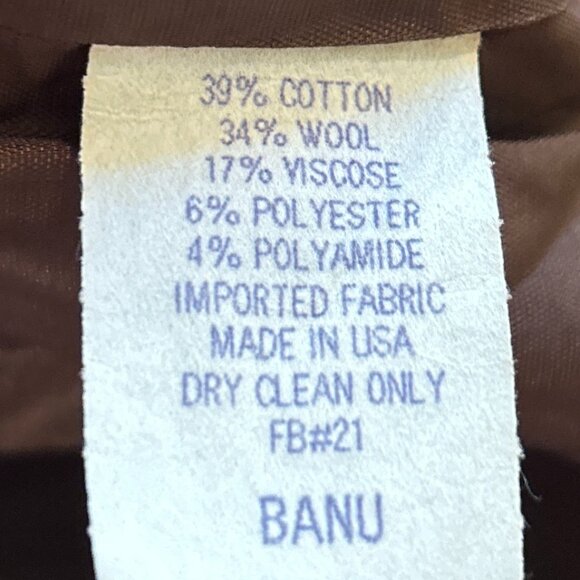 39% COTTON
34% WOOL
17% VISCOSE
6% POLYESTER
4% POLYAMIDE
IMPORTED FABRIC
MADE IN USA
DRY CLEAN ONLY
FB#21
BANU